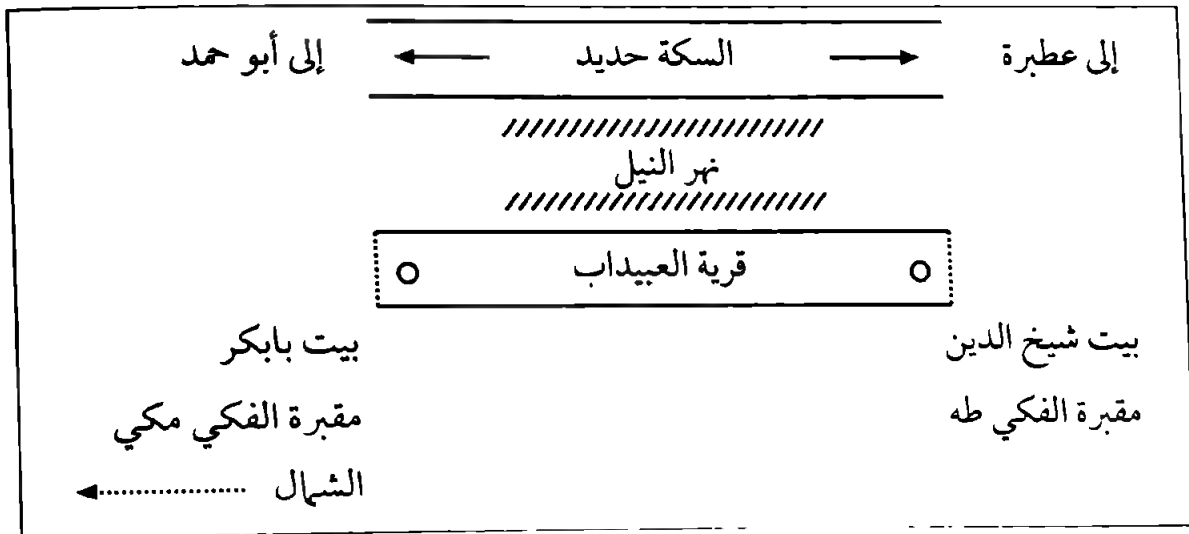 إلى عطبرة السكة حديد إلى أبو حمد
نهر النيل
قرية العبيداب
بيت شيخ الدين بيت بابكر
مقبرة الفكي طه مقبرة الفكي مكي
الشمال